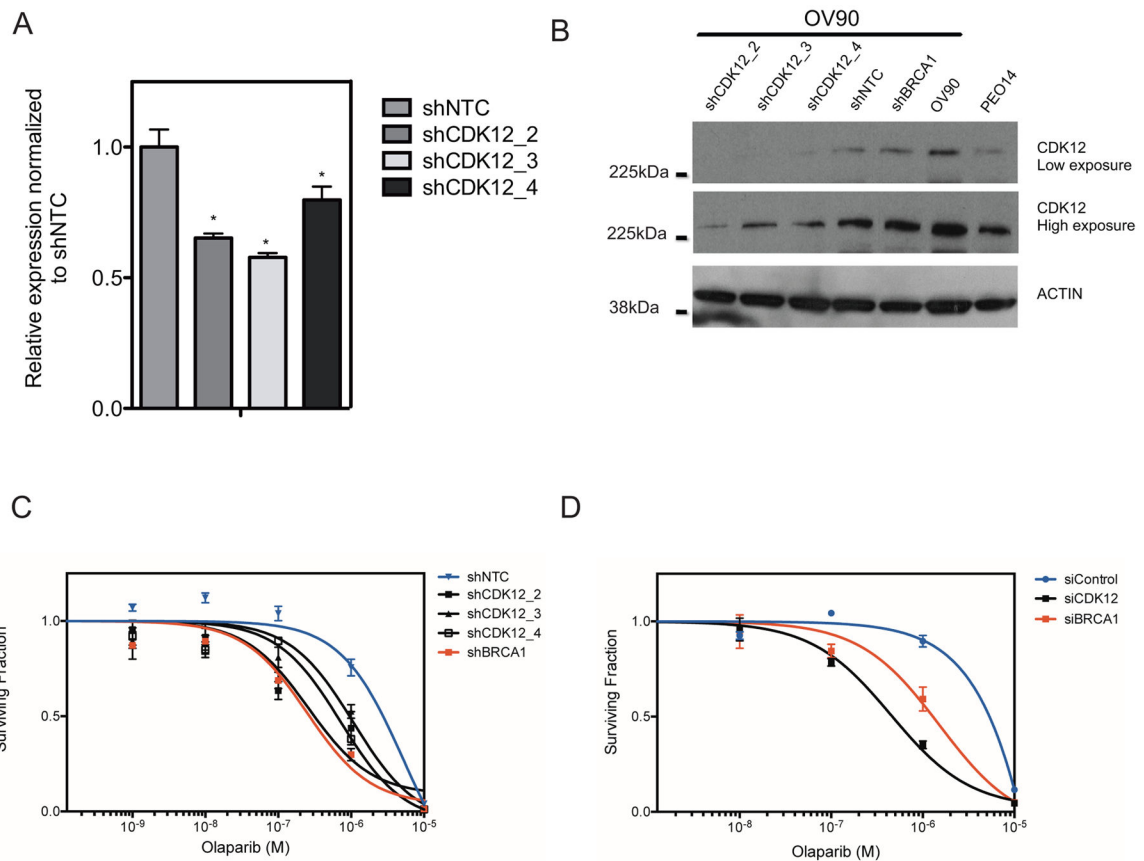 A
Relative expression normalized
to shNTC
1.0
0.5
0.0
*
*
*
shNTC
shCDK12_2
shCDK12_3
shCDK12_4
B
OV90
shCDK12_2
shCDK12_3
shCDK12_4
shNTC
shBRCA1
OV90
PEO14
225kDa
CDK12
Low exposure
225kDa
CDK12
High exposure
38kDa
ACTIN
C
Surviving Fraction
1.0
0.5
0.0
10-9
10-8
10-7
10-6
10-5
Olaparib (M)
shNTC
shCDK12_2
shCDK12_3
shCDK12_4
shBRCA1
D
Surviving Fraction
1.0
0.5
0.0
10-8
10-7
10-6
10-5
Olaparib (M)
siControl
siCDK12
siBRCA1